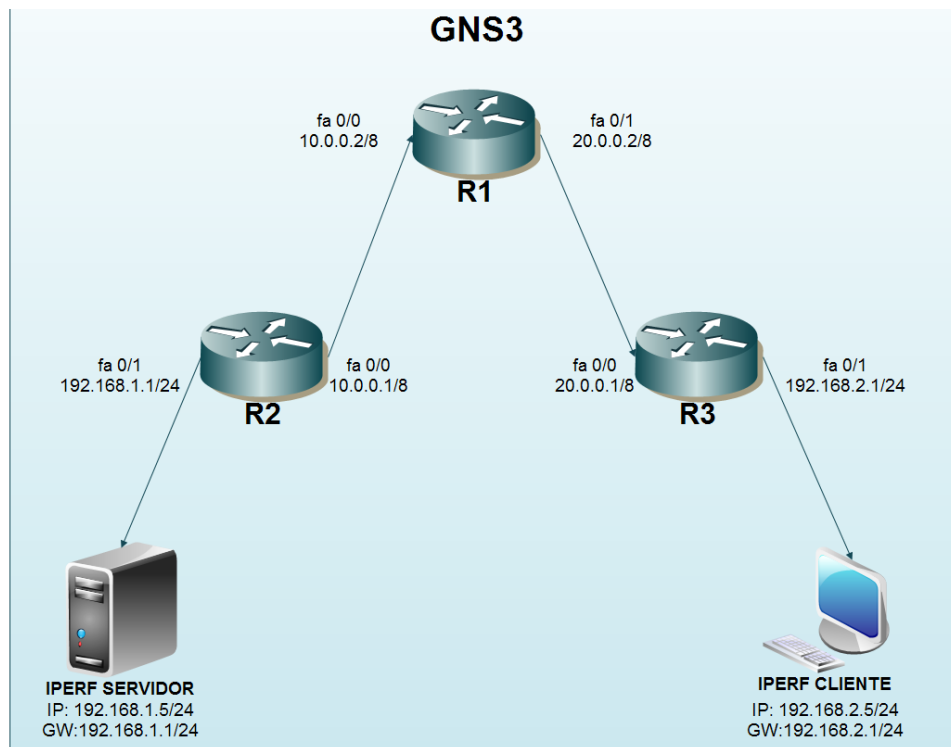 GNS3
fa 0/0
10.0.0.2/8
fa 0/1
20.0.0.2/8
R1
fa 0/1
192.168.1.1/24
fa 0/0
10.0.0.1/8
R2
fa 0/0
20.0.0.1/8
fa 0/1
192.168.2.1/24
R3
IPERF SERVIDOR
IP: 192.168.1.5/24
GW:192.168.1.1/24
IPERF CLIENTE
IP: 192.168.2.5/24
GW:192.168.2.1/24